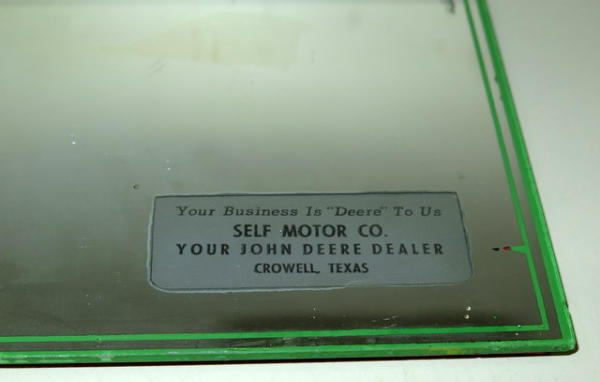 Your Business Is "Deere" To Us
SELF MOTOR CO.
YOUR JOHN DEERE DEALER
CROWELL, TEXAS